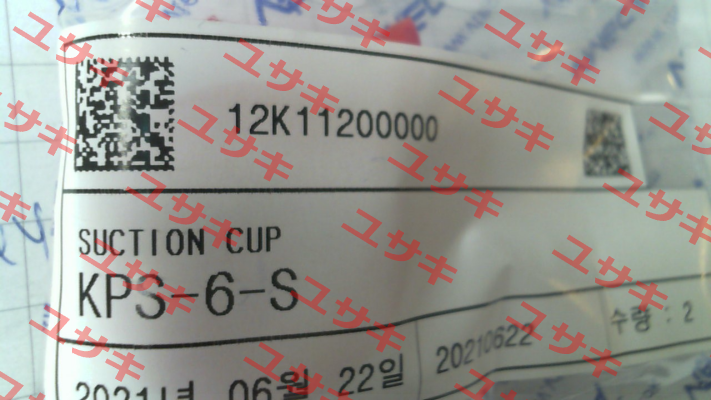 12K11200000
SUCTION CUP
KPS-6-S
2021년 06월 22일
20210622
수량 : 2
ユサキ